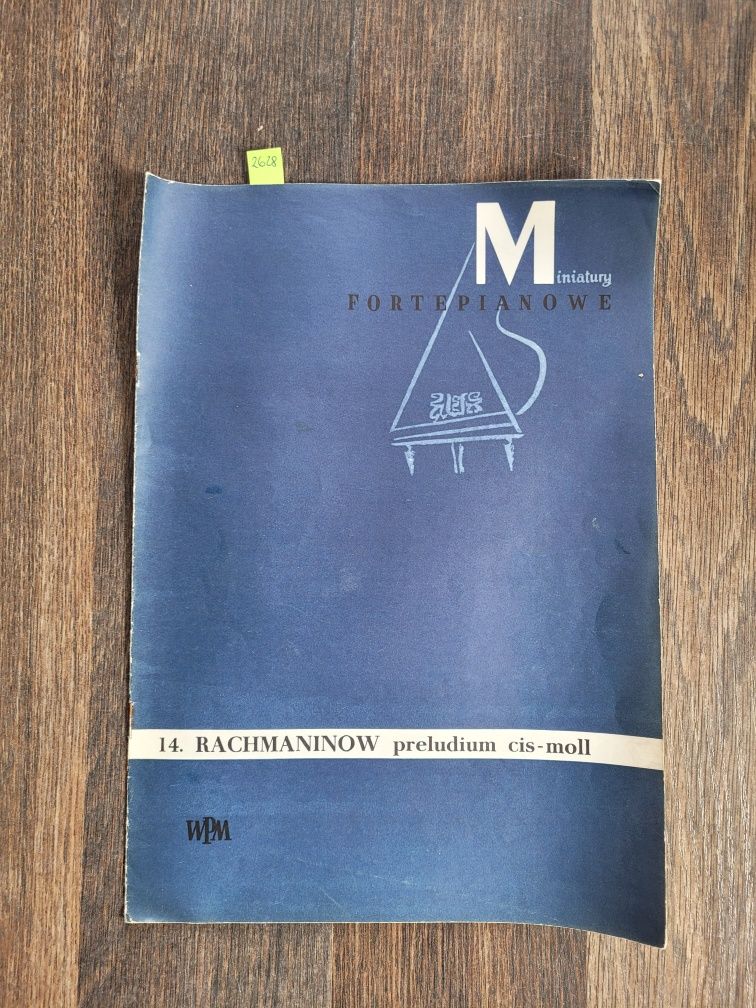 2628
Miniatury
FORTEPIANOWE
14. RACHMANINOW preludium cis-moll
WPM